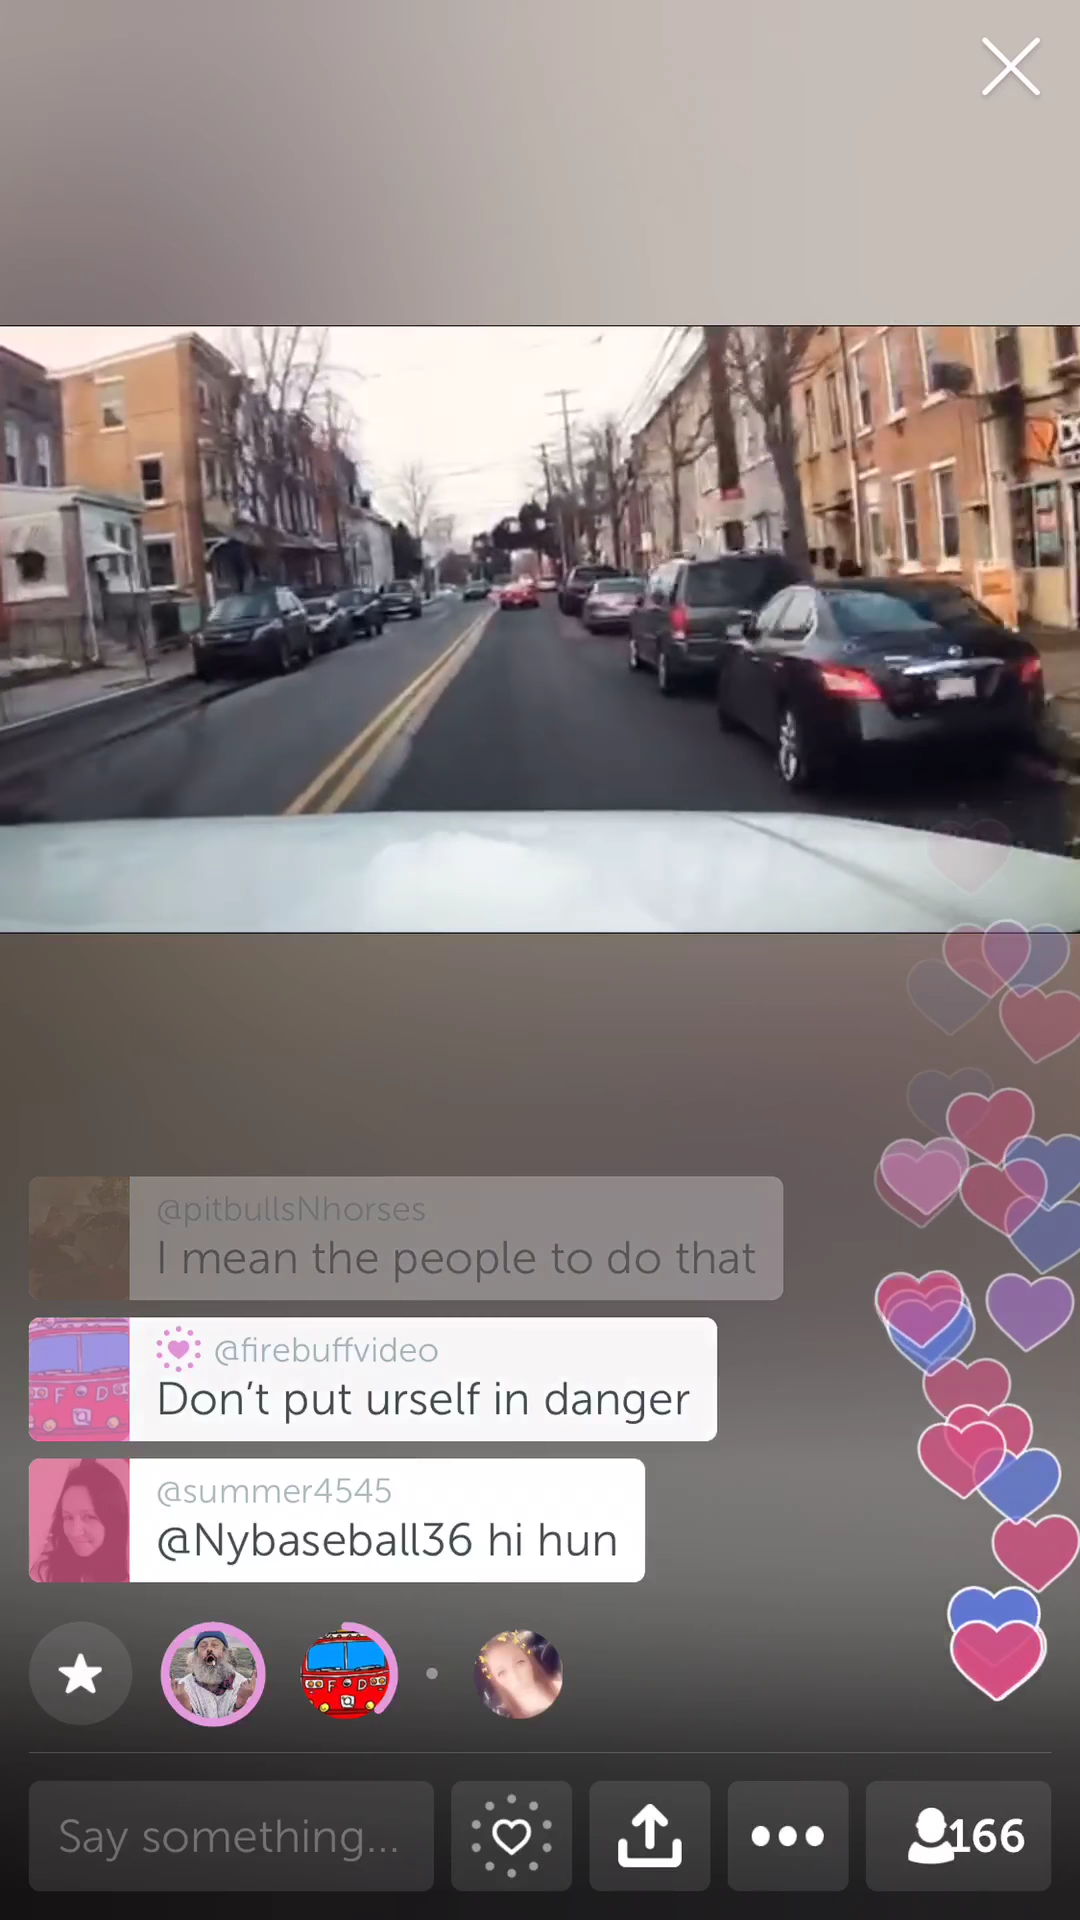 @pitbullsNhorses
I mean the people to do that
@firebuffvideo
Don't put urself in danger
@summer4545
@Nybaseball36 hi hun
F D
Say something...
166